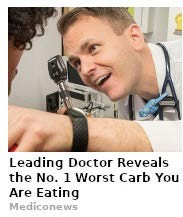 Leading Doctor Reveals
the No. 1 Worst Carb You
Are Eating
Mediconews